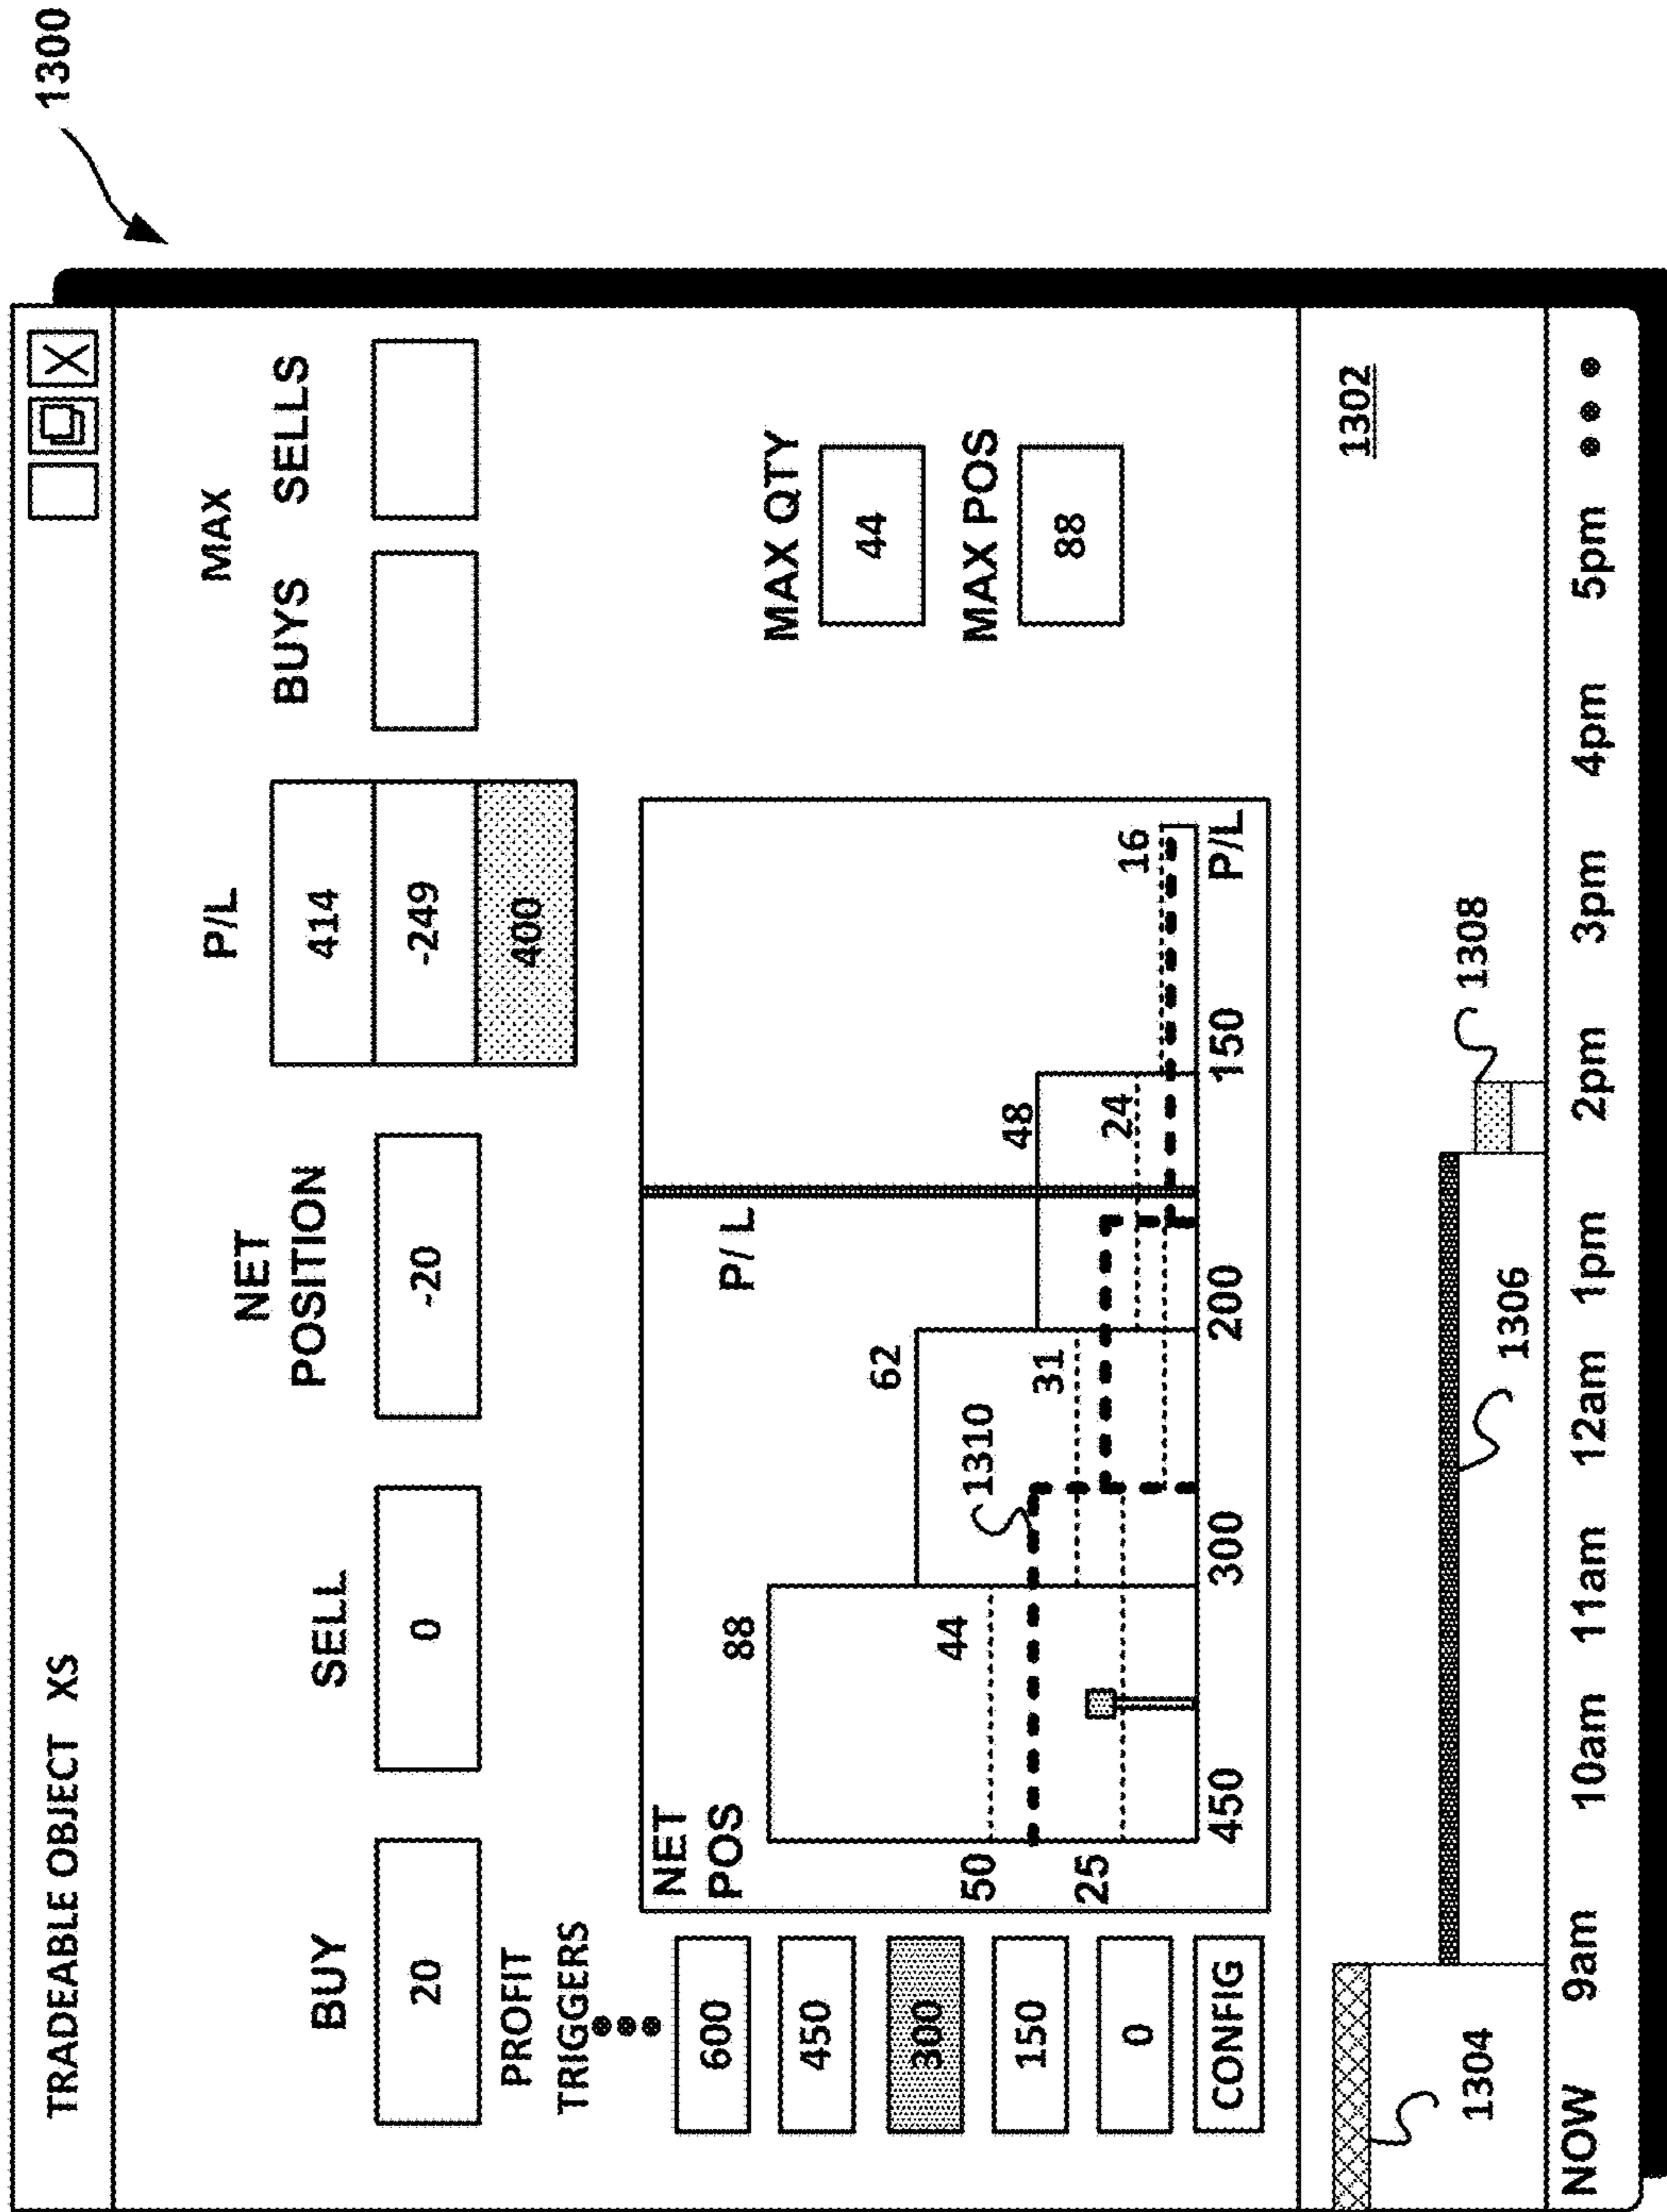 1300
TRADEABLE OBJECT XS
X
BUY
SELL
NET
POSITION
P/L
MAX
BUYS SELLS
20
0
-20
414
-249
400
PROFIT
TRIGGERS
600
450
300
150
0
CONFIG
NET
POS
P/ L
88
62
48
50
44
1310
31
24
16
25
450
300
200
150
P/L
MAX QTY
44
MAX POS
88
1302
1304
1306
1308
NOW 9am 10am 11am 12am 1pm 2pm 3pm 4pm 5pm